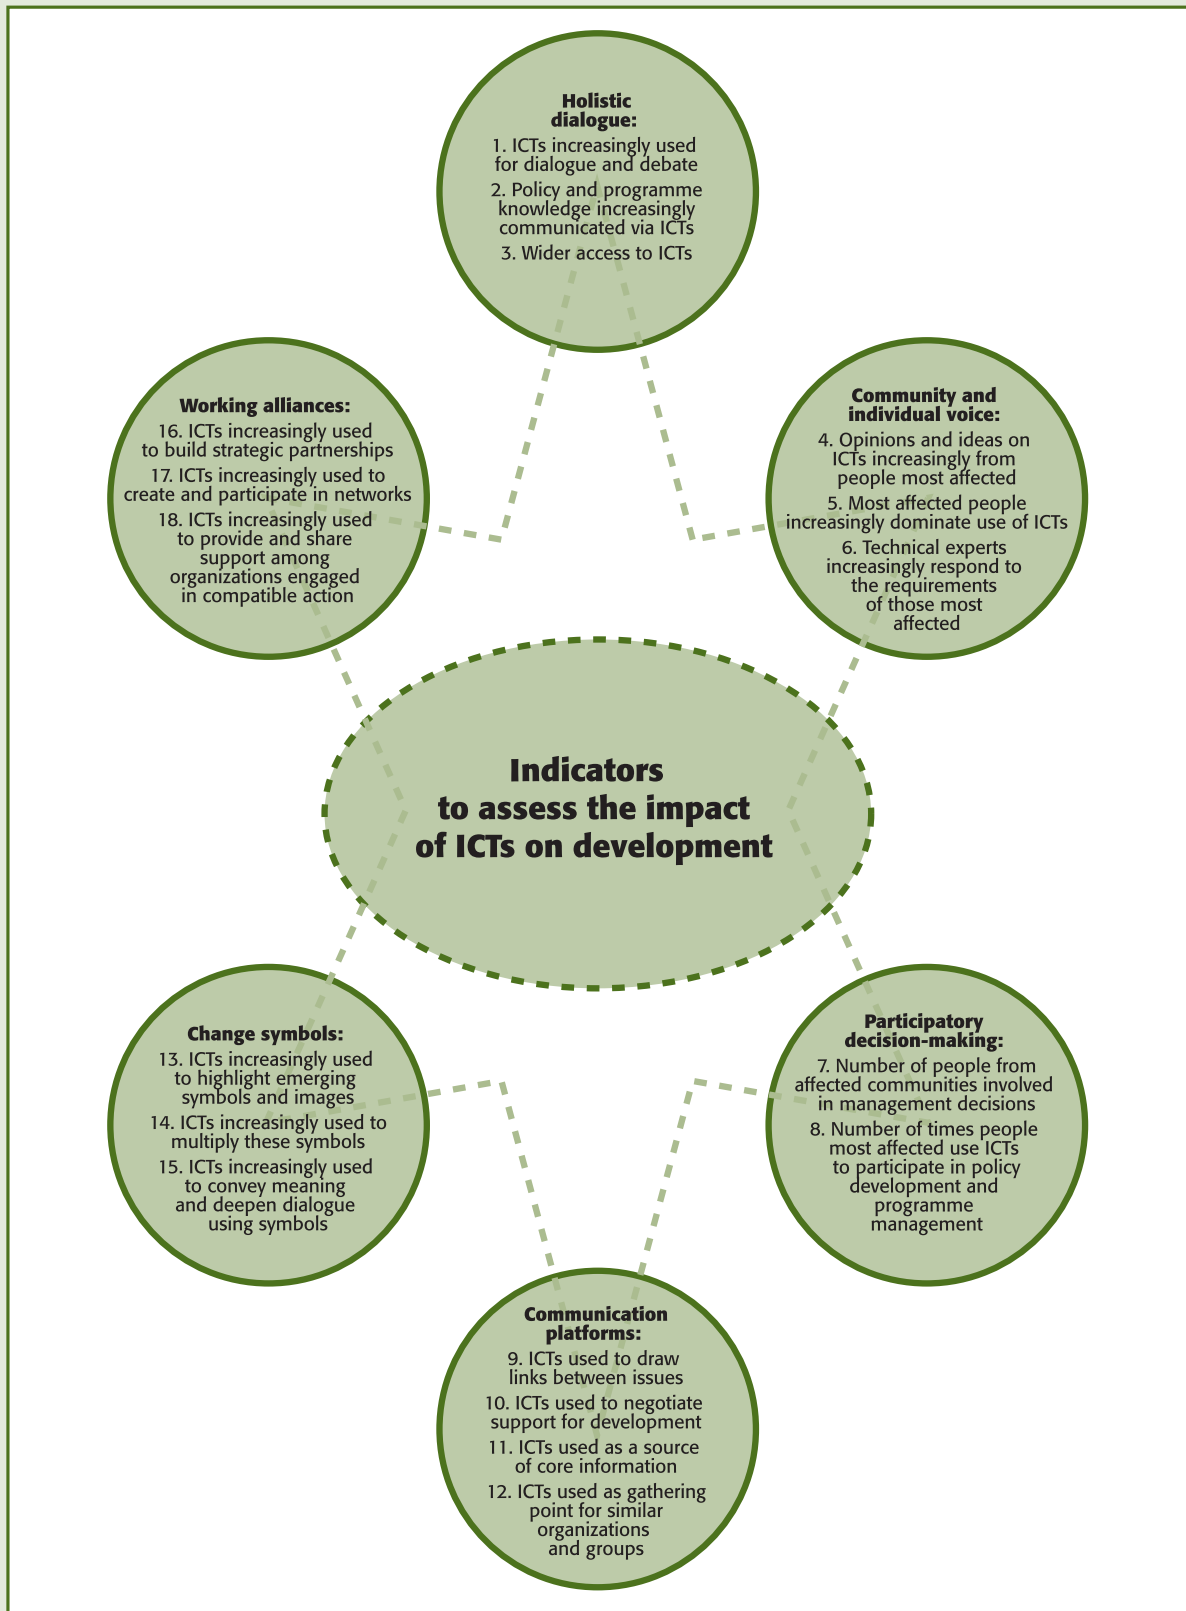 Holistic
dialogue:
1. ICTs increasingly used
for dialogue and debate
2. Policy and programme
knowledge increasingly
communicated via ICTs
3. Wider access to ICTs
Community and
individual voice:
4. Opinions and ideas on
ICTs increasingly from
people most affected
5. Most affected people
increasingly dominate use of ICTs
6. Technical experts
increasingly respond to
the requirements
of those most
affected
Participatory
decision-making:
7. Number of people from
affected communities involved
in management decisions
8. Number of times people
most affected use ICTs
to participate in policy
development and
programme
management
Communication
platforms:
9. ICTs used to draw
links between issues
10. ICTs used to negotiate
support for development
11. ICTs used as a source
of core information
12. ICTs used as gathering
point for similar
organizations
and groups
Change symbols:
13. ICTs increasingly used
to highlight emerging
symbols and images
14. ICTs increasingly used to
multiply these symbols
15. ICTs increasingly used
to convey meaning
and deepen dialogue
using symbols
Working alliances:
16. ICTs increasingly used
to build strategic partnerships
17. ICTs increasingly used to
create and participate in networks
18. ICTs increasingly used
to provide and share
support among
organizations engaged
in compatible action
Indicators
to assess the impact
of ICTs on development